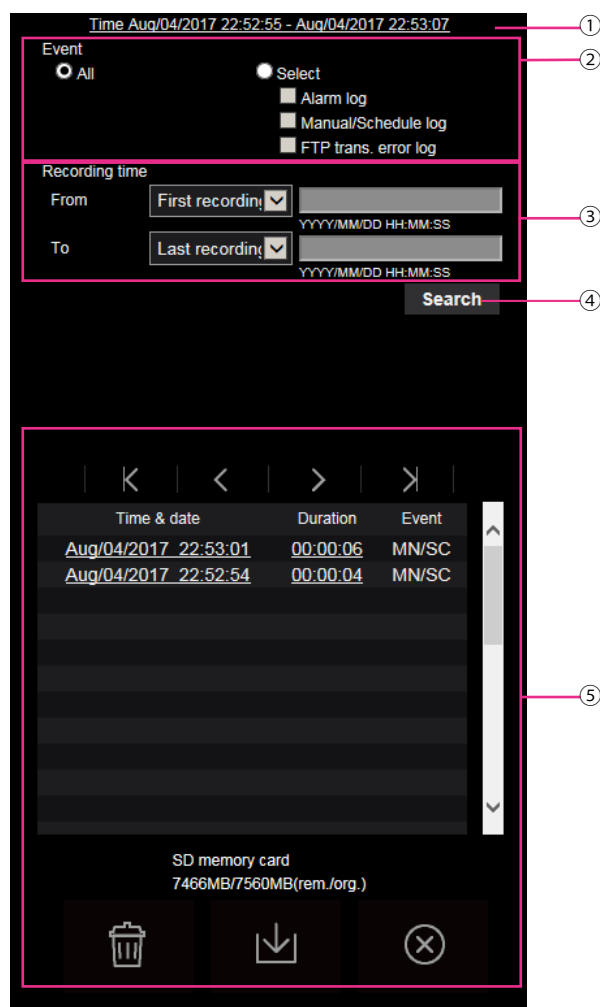 Time Aug/04/2017 22:52:55 - Aug/04/2017 22:53:07 ①
Event ②
All Select
Alarm log
Manual/Schedule log
FTP trans. error log
Recording time
From First recording
YYYY/MM/DD HH:MM:SS ③
To Last recording
YYYY/MM/DD HH:MM:SS
Search ④
Time & date Duration Event
Aug/04/2017 22:53:01 00:00:06 MN/SC
Aug/04/2017 22:52:54 00:00:04 MN/SC
⑤
SD memory card
7466MB/7560MB(rem./org.)